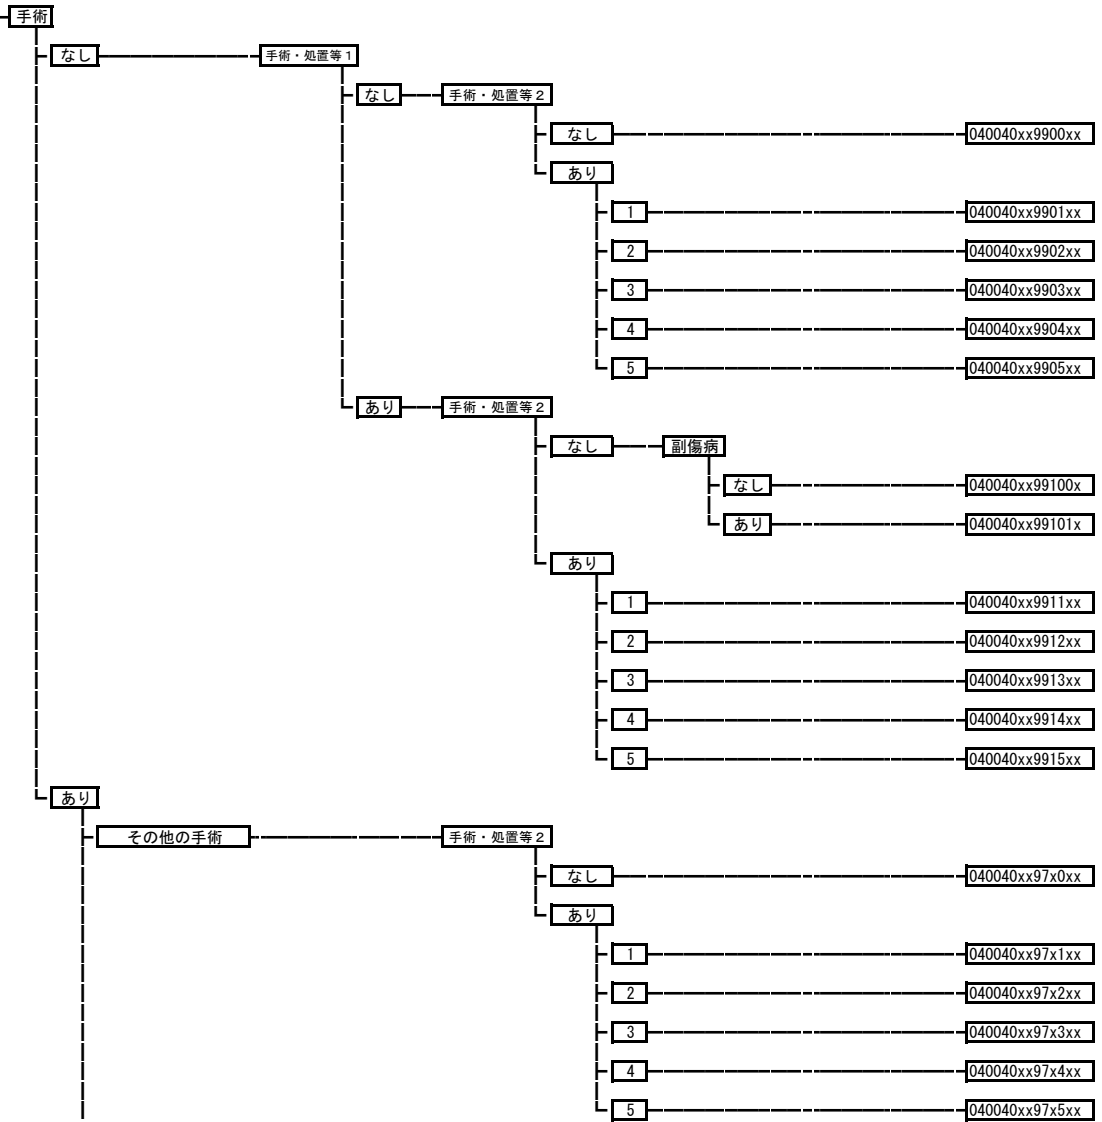 手術
なし 手術・処置等1
なし 手術・処置等2
なし 040040xx9900xx
あり
1 040040xx9901xx
2 040040xx9902xx
3 040040xx9903xx
4 040040xx9904xx
5 040040xx9905xx
あり 手術・処置等2
なし 副傷病
なし 040040xx99100x
あり 040040xx99101x
あり
1 040040xx9911xx
2 040040xx9912xx
3 040040xx9913xx
4 040040xx9914xx
5 040040xx9915xx
あり
その他の手術 手術・処置等2
なし 040040xx97x0xx
あり
1 040040xx97x1xx
2 040040xx97x2xx
3 040040xx97x3xx
4 040040xx97x4xx
5 040040xx97x5xx